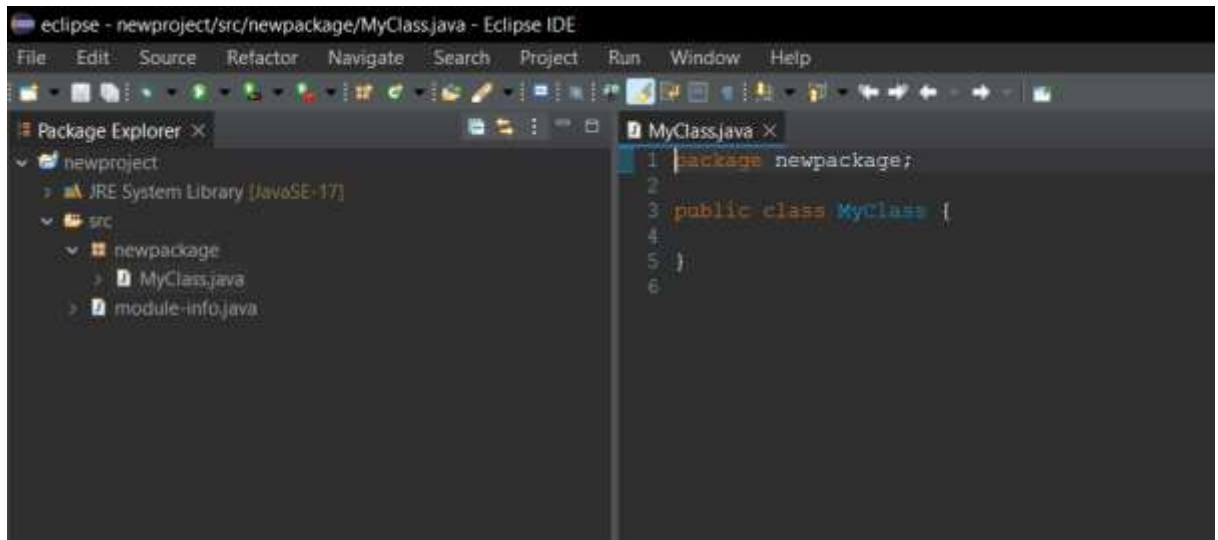 eclipse - newproject/src/newpackage/MyClass.java - Eclipse IDE
File Edit Source Refactor Navigate Search Project Run Window Help
Package Explorer
newproject
JRE System Library [JavaSE-17]
src
newpackage
MyClass.java
module-info.java
MyClass.java
1 package newpackage;
2
3 public class MyClass {
4
5 }
6